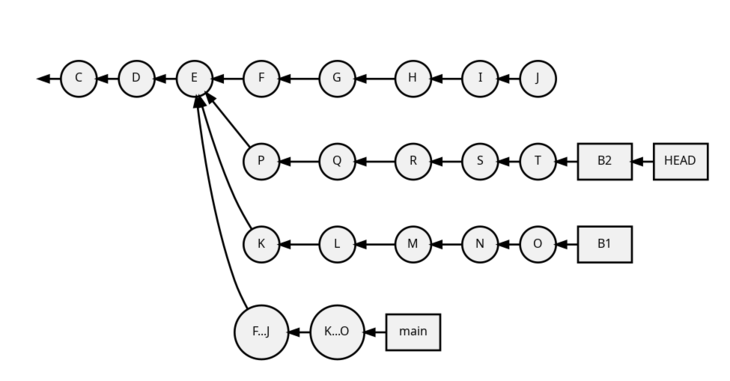 C D E F G H I J
P Q R S T B2 HEAD
K L M N O B1
F...J K...O main